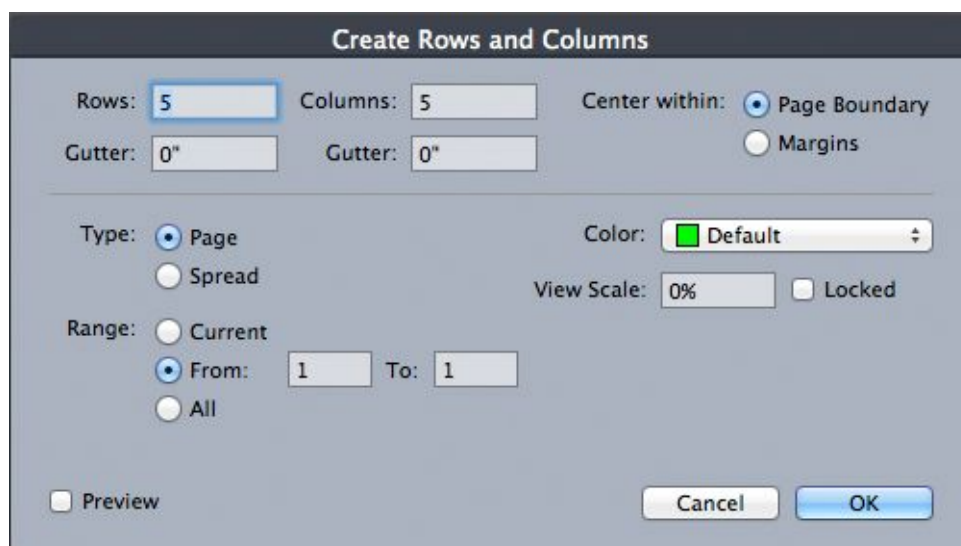 Create Rows and Columns
Rows: 5 Columns: 5 Center within: Page Boundary
Gutter: 0" Gutter: 0" Margins
Type: Page Color: Default
Spread View Scale: 0% Locked
Range: Current
From: 1 To: 1
All
Preview Cancel OK